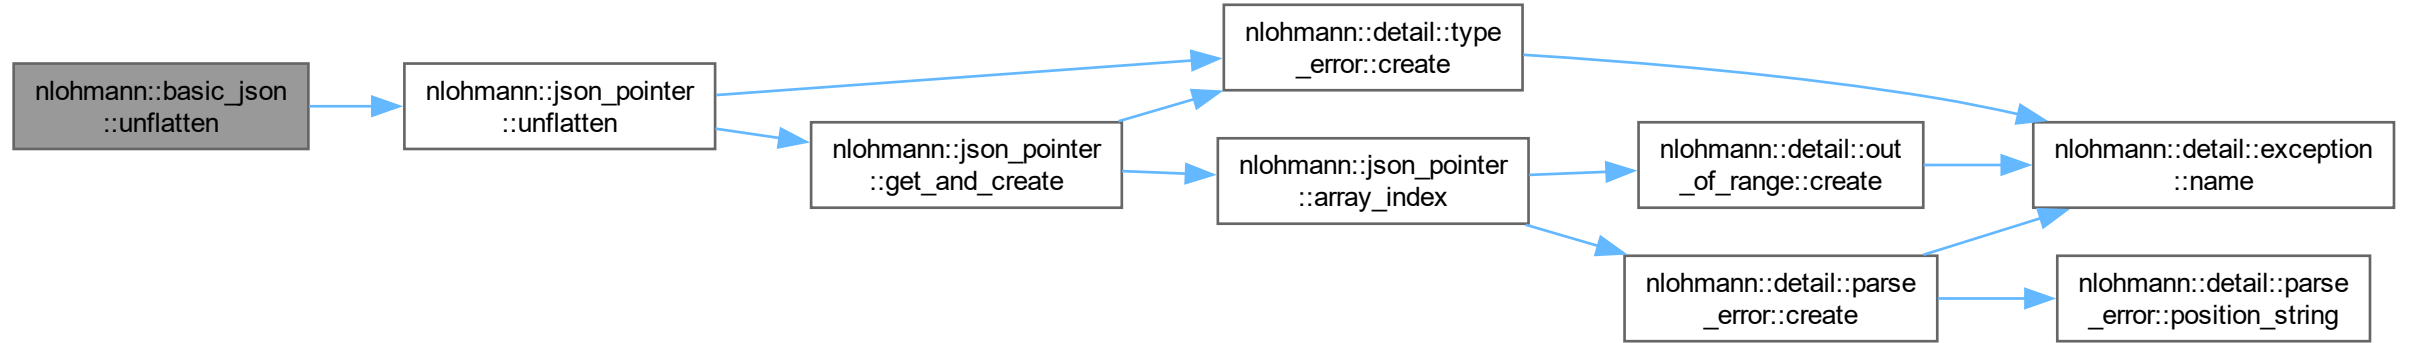 nlohmann::basic_json
::unflatten
nlohmann::json_pointer
::unflatten
nlohmann::json_pointer
::get_and_create
nlohmann::detail::type
_error::create
nlohmann::json_pointer
::array_index
nlohmann::detail::out
_of_range::create
nlohmann::detail::parse
_error::create
nlohmann::detail::exception
::name
nlohmann::detail::parse
_error::position_string